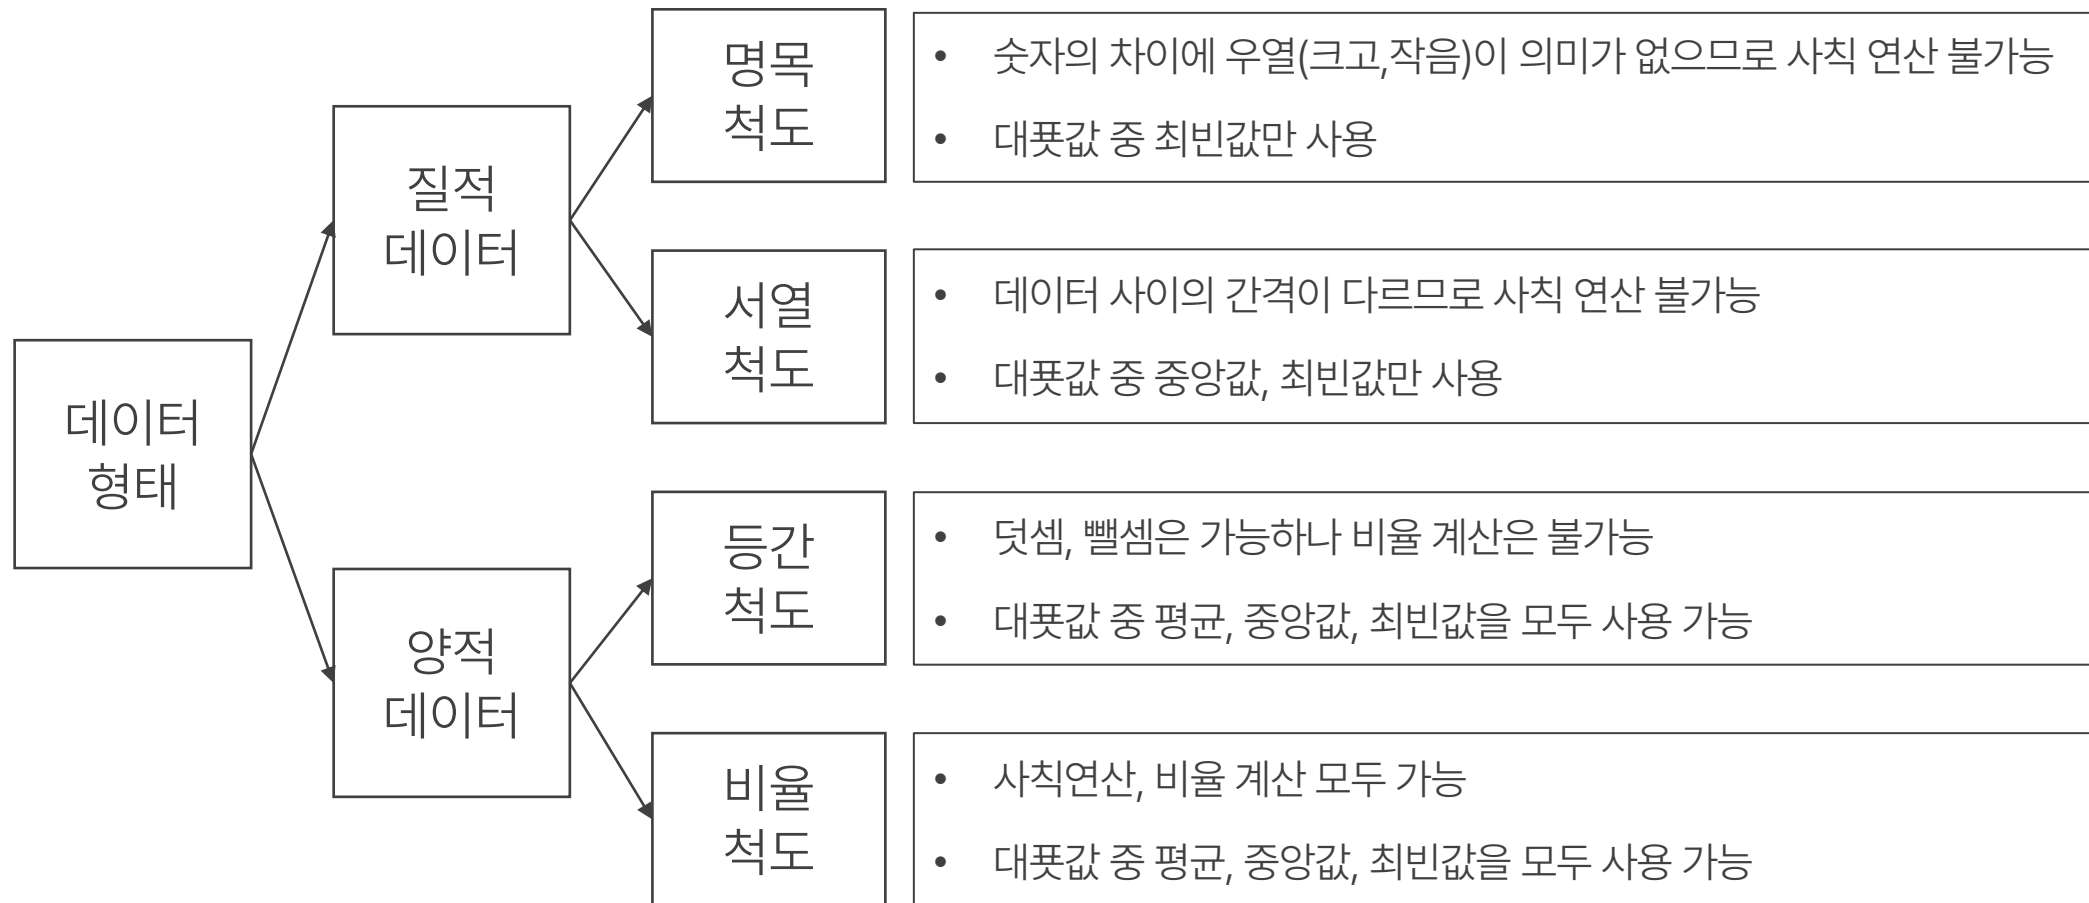 데이터
형태
질적
데이터
명목
척도
• 숫자의 차이에 우열(크고,작음)이 의미가 없으므로 사칙 연산 불가능
• 대푯값 중 최빈값만 사용
서열
척도
• 데이터 사이의 간격이 다르므로 사칙 연산 불가능
• 대푯값 중 중앙값, 최빈값만 사용
양적
데이터
등간
척도
• 덧셈, 뺄셈은 가능하나 비율 계산은 불가능
• 대푯값 중 평균, 중앙값, 최빈값을 모두 사용 가능
비율
척도
• 사칙연산, 비율 계산 모두 가능
• 대푯값 중 평균, 중앙값, 최빈값을 모두 사용 가능